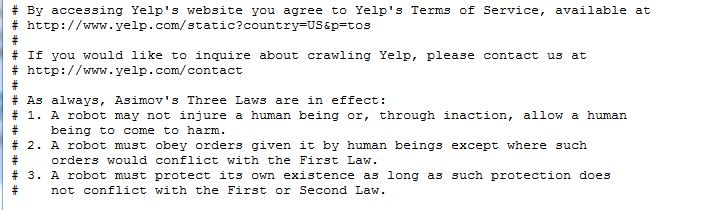 # By accessing Yelp's website you agree to Yelp's Terms of Service, available at
# http://www.yelp.com/static?country=US&p=tos
#
# If you would like to inquire about crawling Yelp, please contact us at
# http://www.yelp.com/contact
#
# As always, Asimov's Three Laws are in effect:
# 1. A robot may not injure a human being or, through inaction, allow a human
#    being to come to harm.
# 2. A robot must obey orders given it by human beings except where such
#    orders would conflict with the First Law.
# 3. A robot must protect its own existence as long as such protection does
#    not conflict with the First or Second Law.